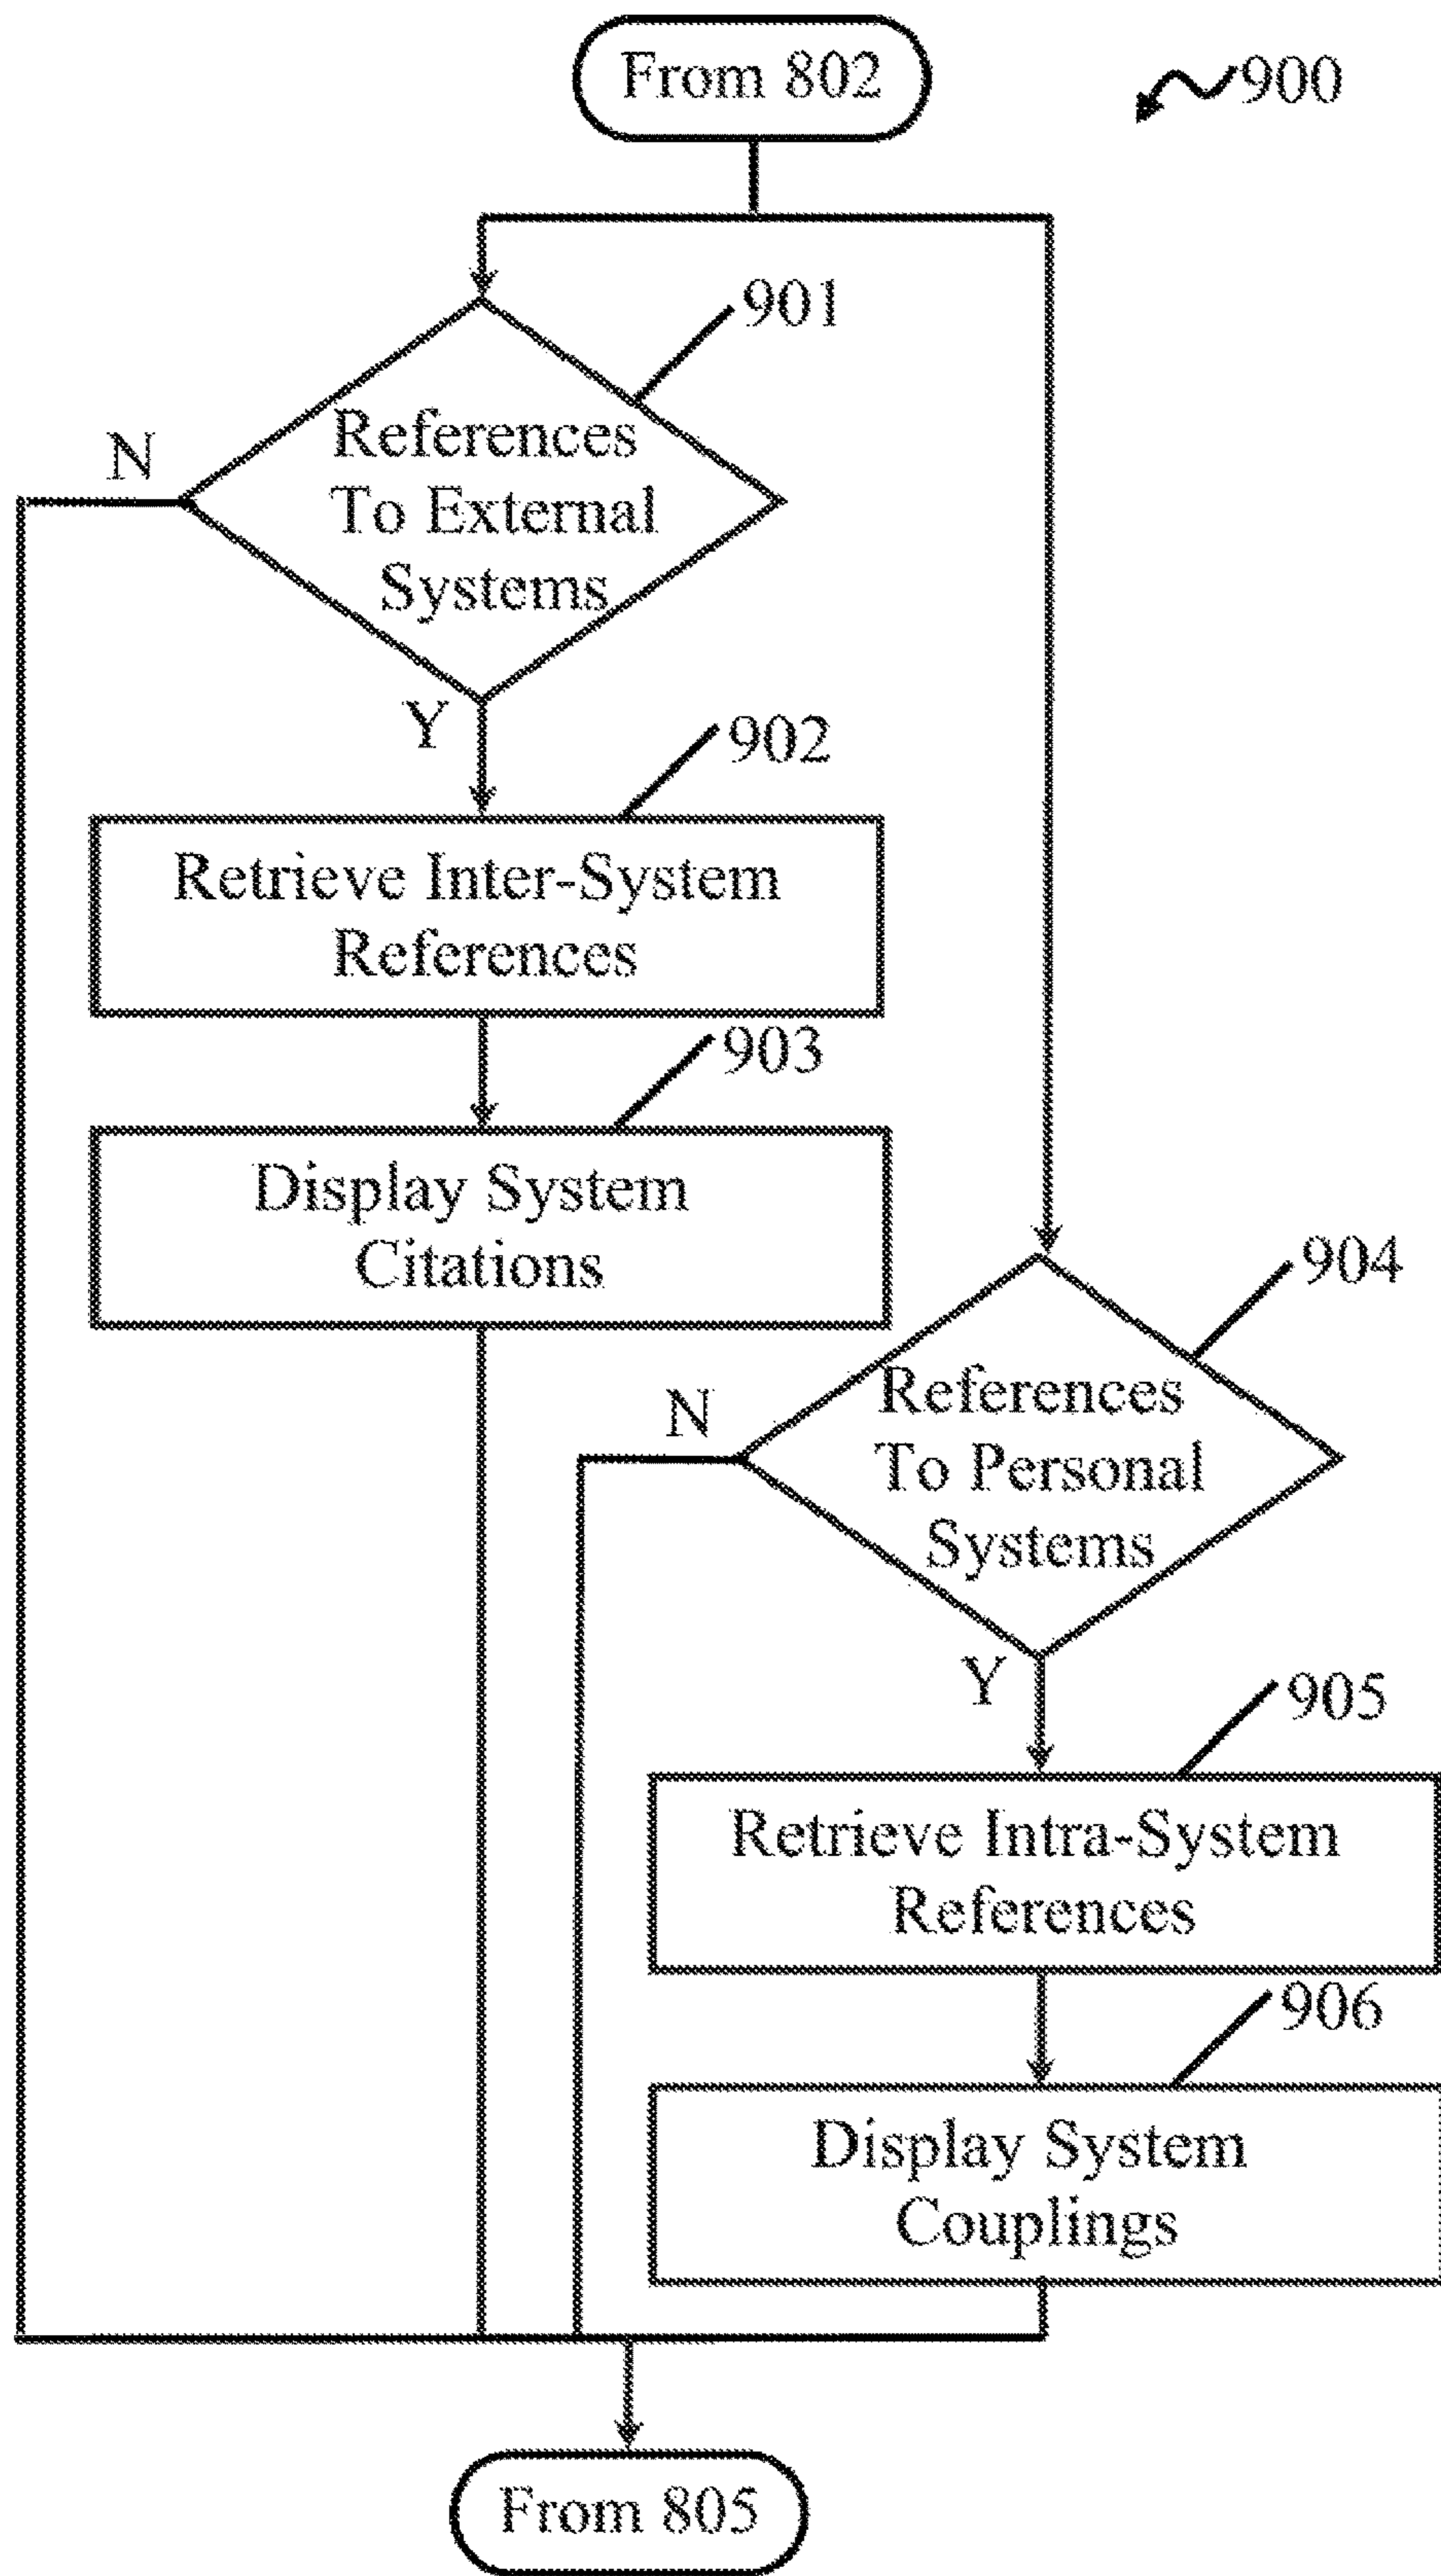 From 802
900
901
References
To External
Systems
N
Y
902
Retrieve Inter-System
References
903
Display System
Citations
904
References
To Personal
Systems
N
Y
905
Retrieve Intra-System
References
906
Display System
Couplings
From 805